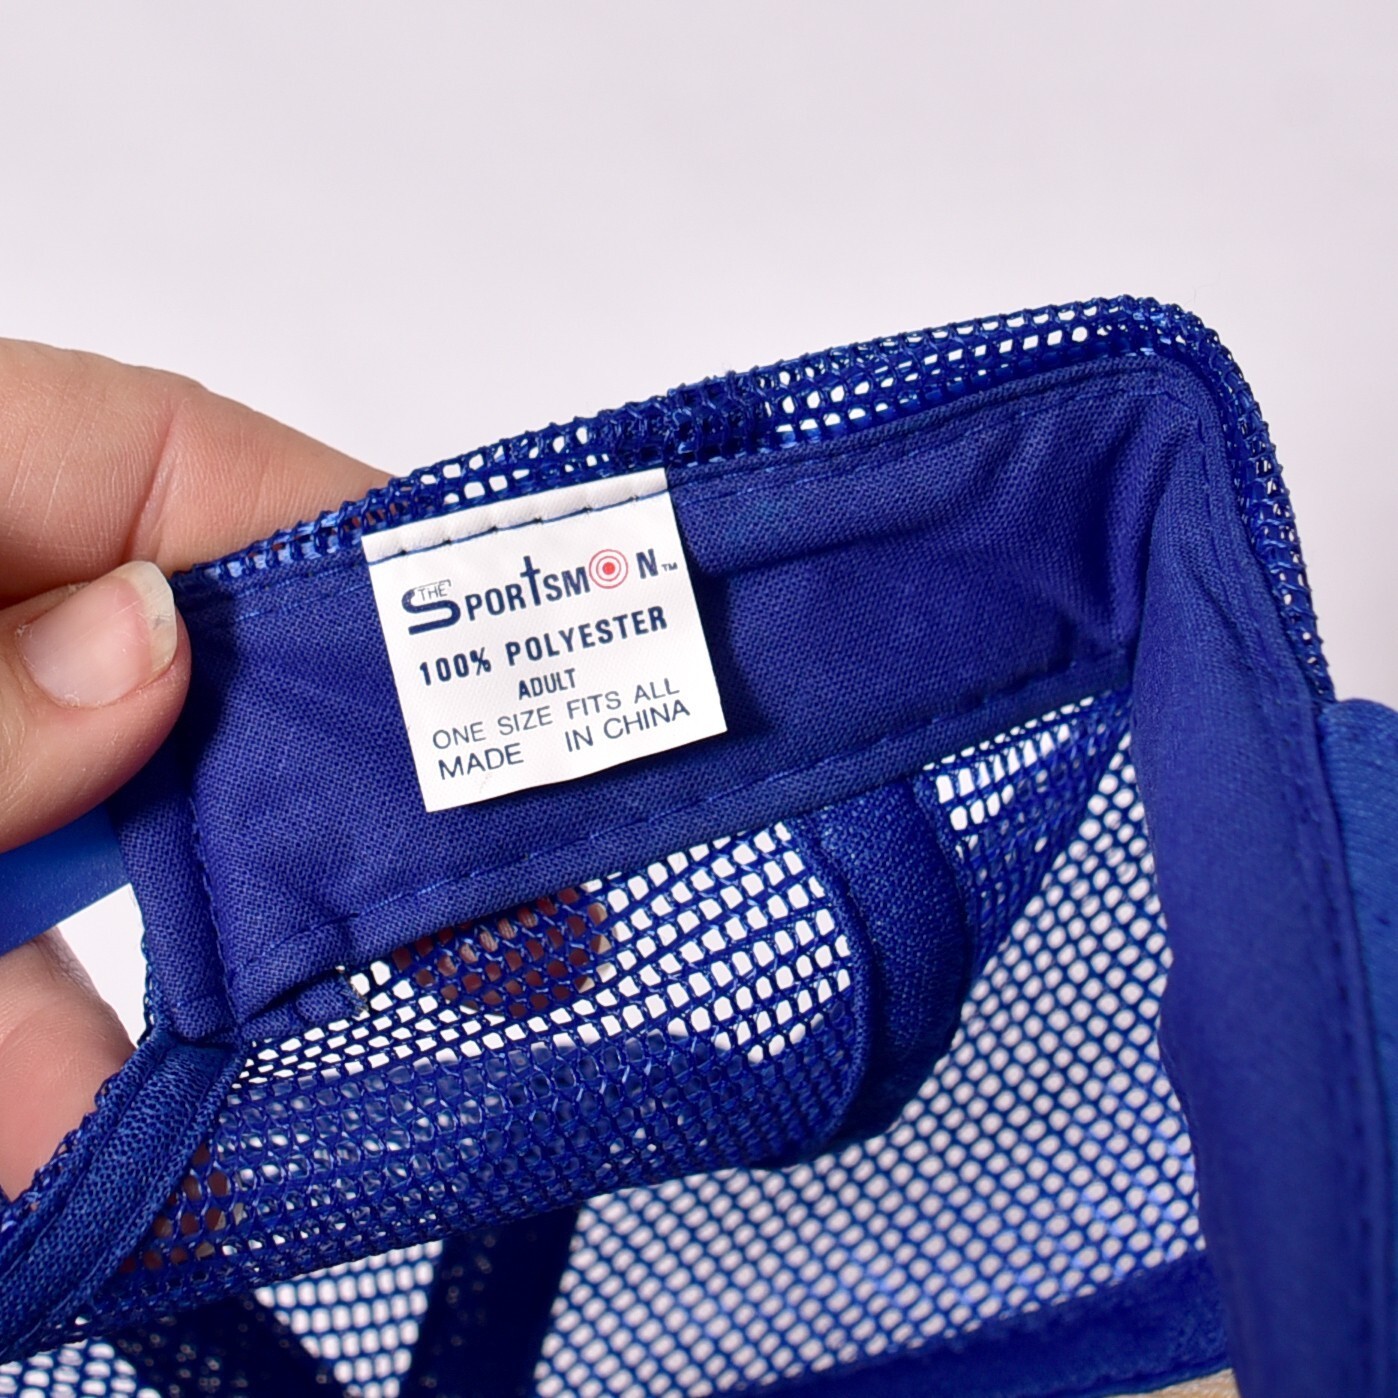 THE SPORTSMAN™
100% POLYESTER
ADULT
ONE SIZE FITS ALL
MADE IN CHINA